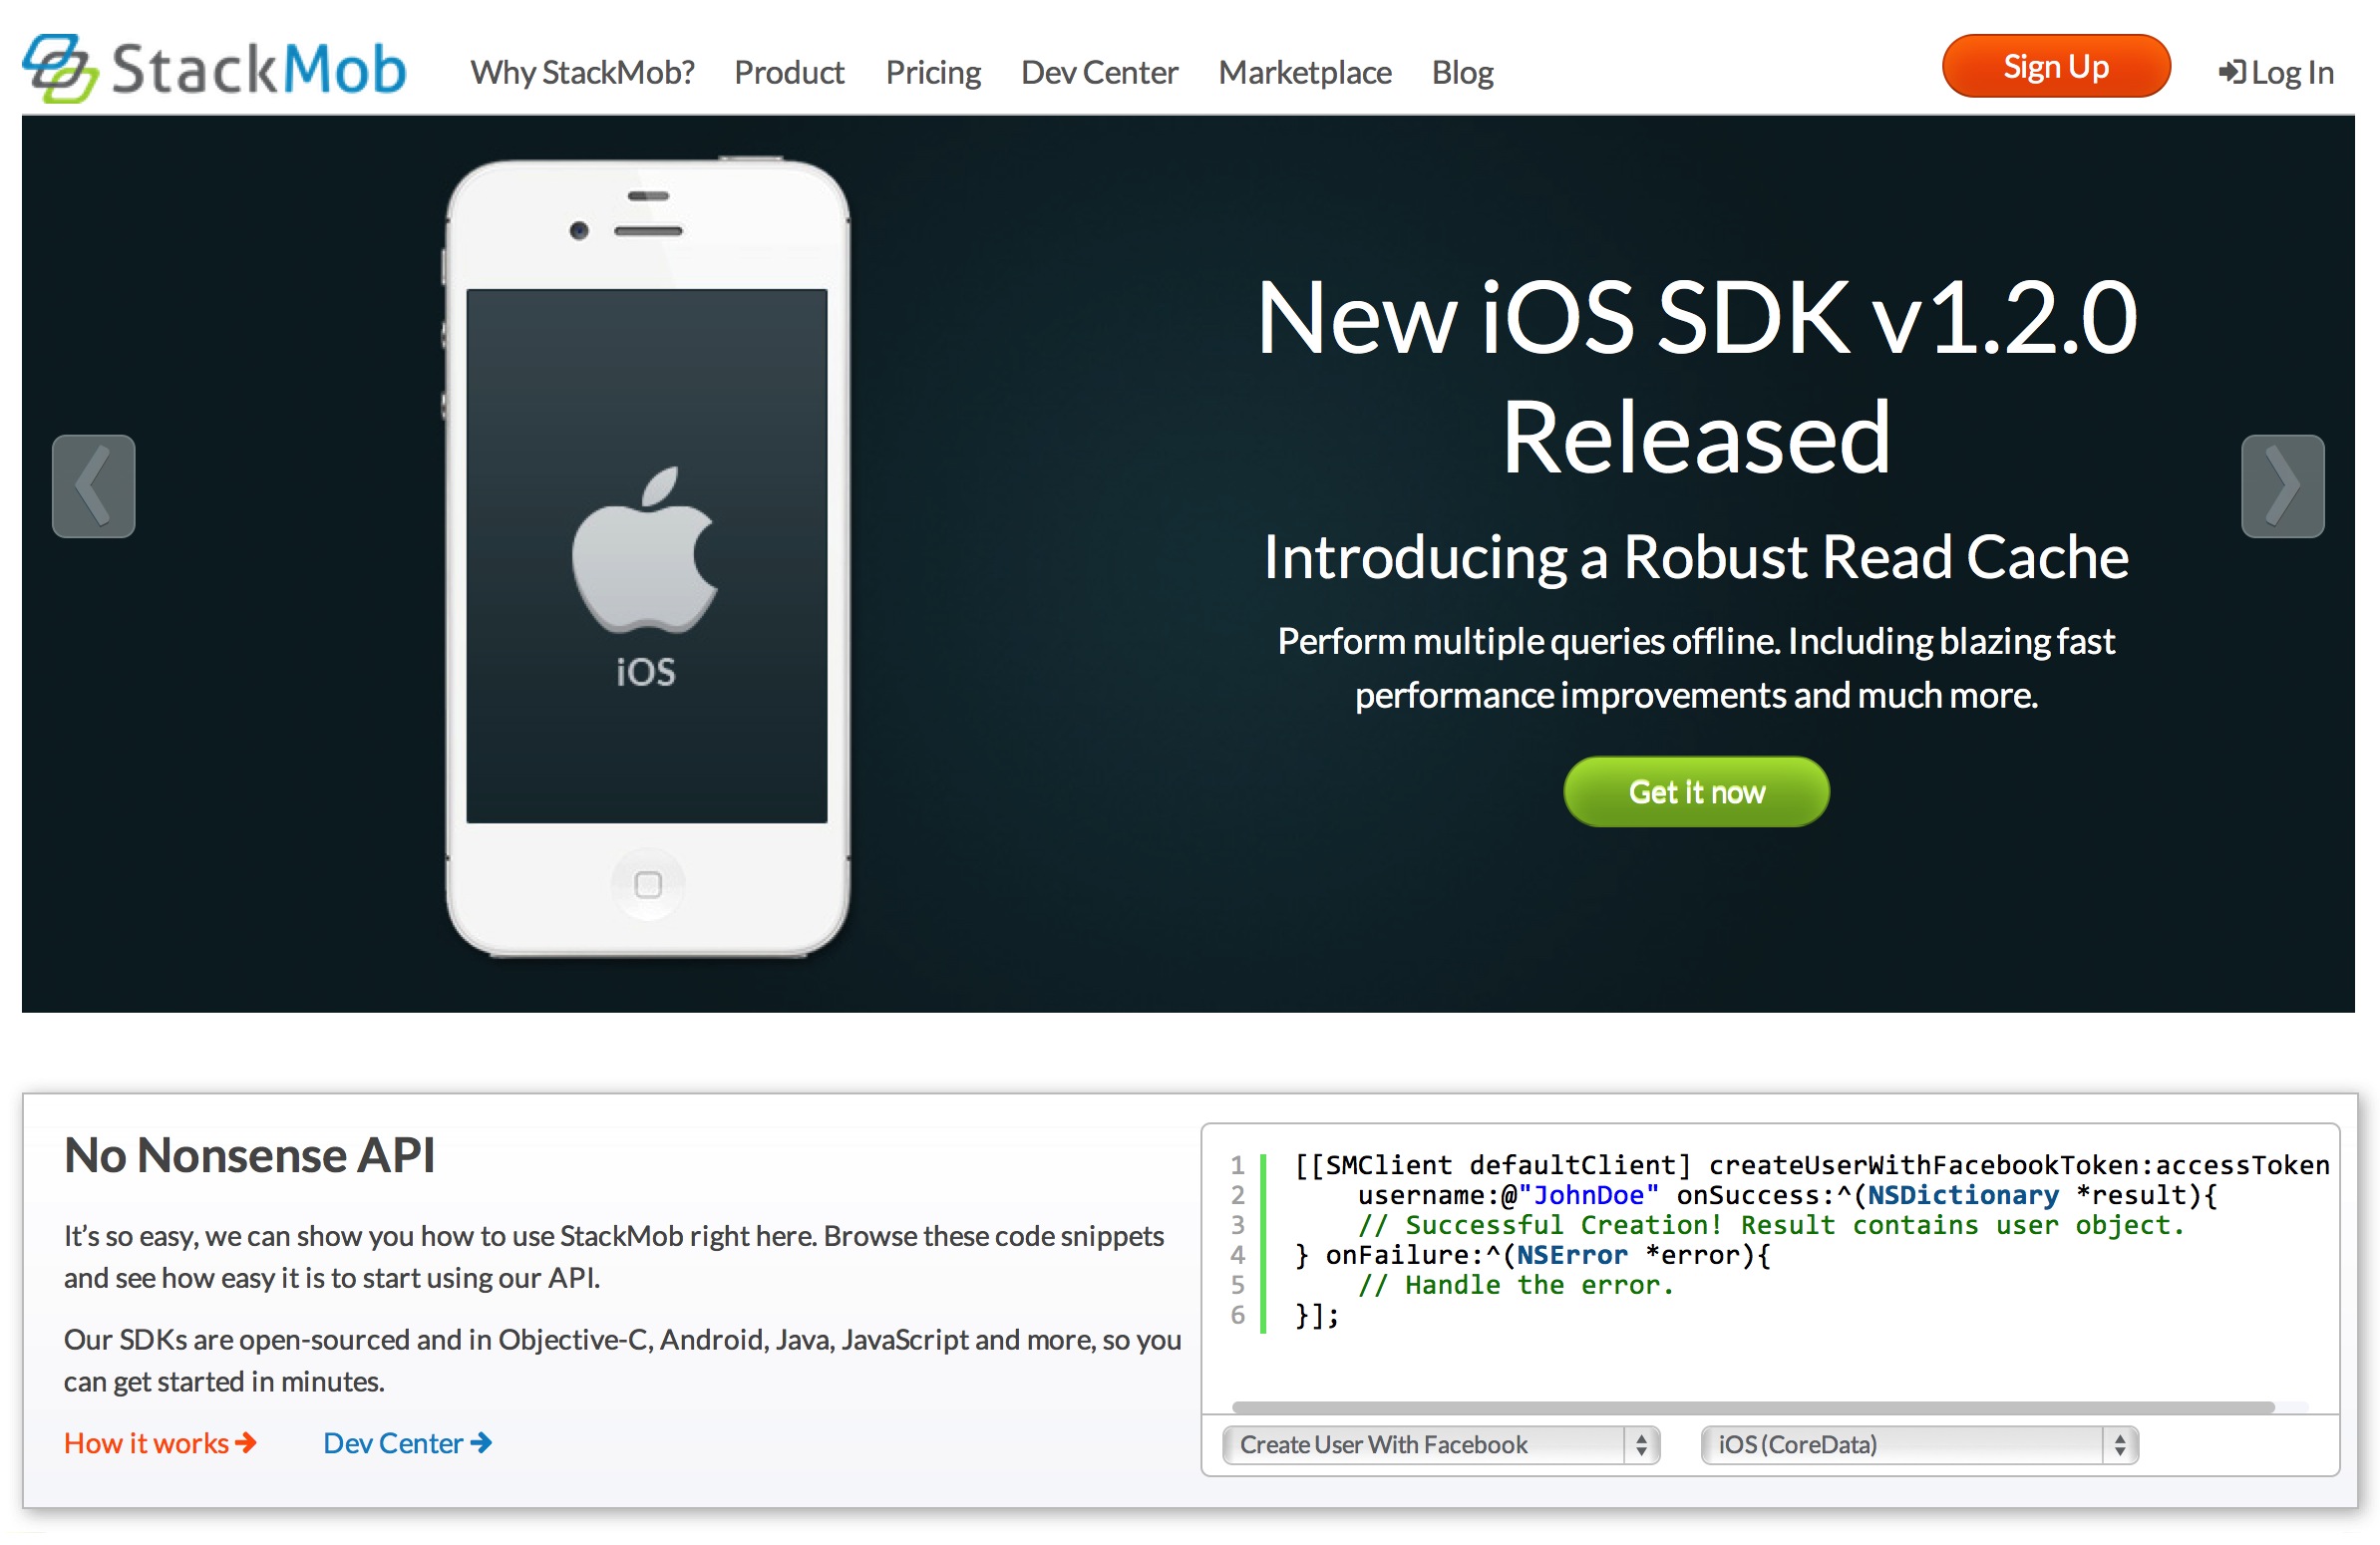 StackMob
Why StackMob? Product Pricing Dev Center Marketplace Blog
Sign Up
Log In
iOS
New iOS SDK v1.2.0
Released
Introducing a Robust Read Cache
Perform multiple queries offline. Including blazing fast
performance improvements and much more.
Get it now
No Nonsense API
It’s so easy, we can show you how to use StackMob right here. Browse these code snippets
and see how easy it is to start using our API.
Our SDKs are open-sourced and in Objective-C, Android, Java, JavaScript and more, so you
can get started in minutes.
How it works Dev Center
1 [[SMClient defaultClient] createUserWithFacebookToken:accessToken
2     username:@"JohnDoe" onSuccess:^(NSDictionary *result){
3     // Successful Creation! Result contains user object.
4 } onFailure:^(NSError *error){
5     // Handle the error.
6 }];
Create User With Facebook
iOS (CoreData)